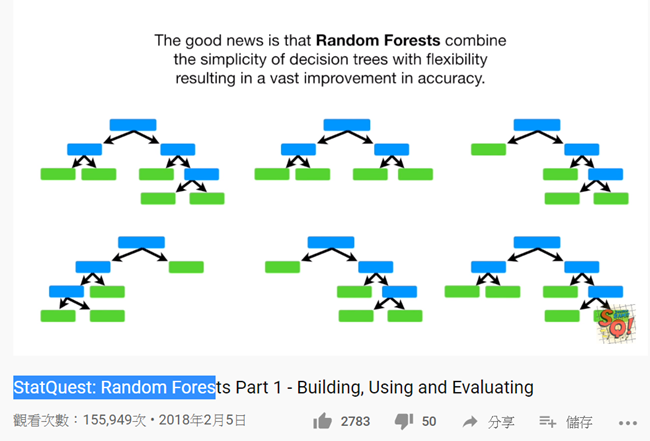 The good news is that Random Forests combine
the simplicity of decision trees with flexibility
resulting in a vast improvement in accuracy.
SQ!
StatQuest: Random Forests Part 1 - Building, Using and Evaluating
觀看次數：155,949次 • 2018年2月5日
2783
50
分享
儲存